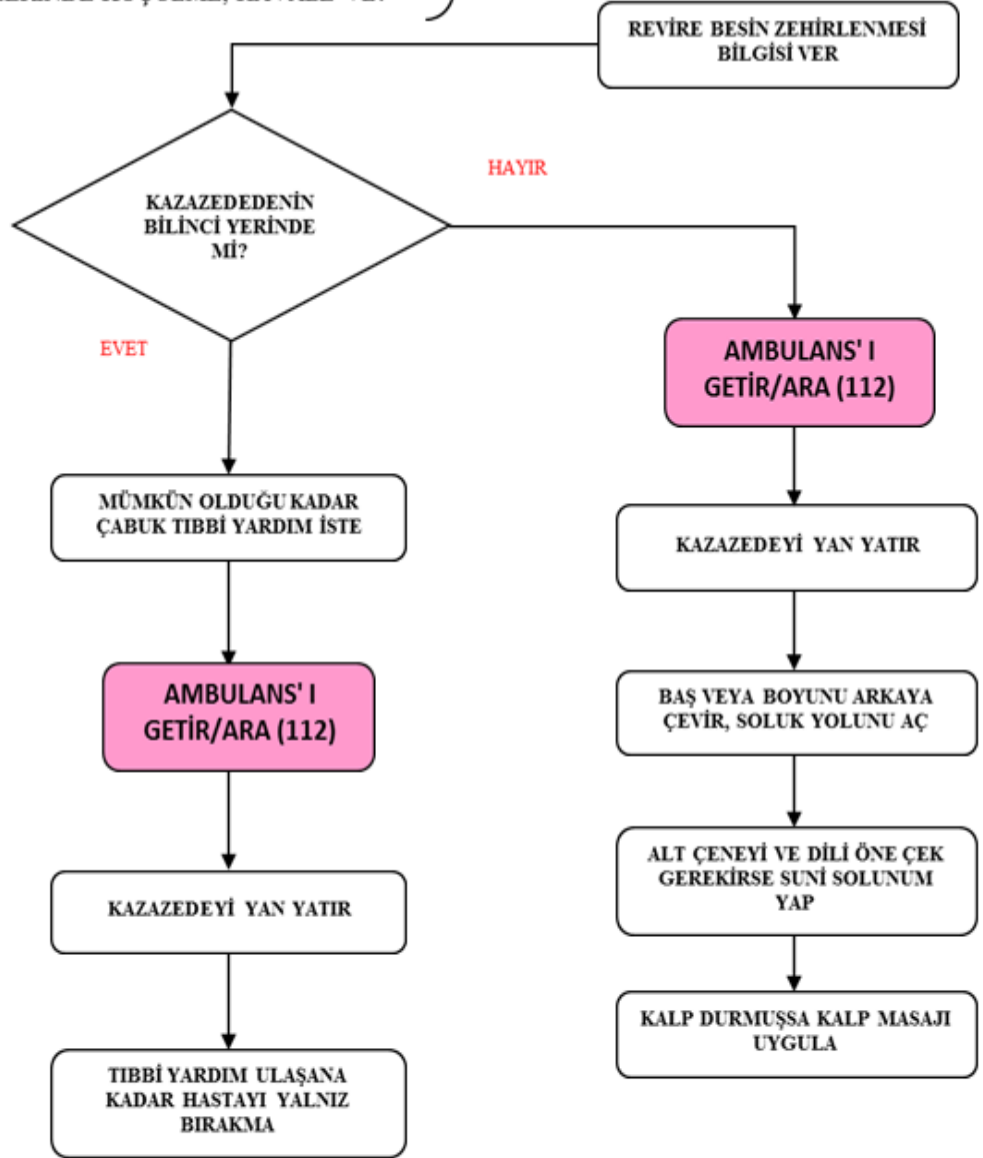 REVİRE BESİN ZEHİRLENMESİ
BİLGİSİ VER
KAZAZEDEDENİN
BİLİNCİ YERİNDE
Mİ?
HAYIR
EVET
AMBULANS' I
GETİR/ARA (112)
MÜMKÜN OLDUĞU KADAR
ÇABUK TIBBİ YARDIM İSTE
KAZAZEDEYİ YAN YATIR
AMBULANS' I
GETİR/ARA (112)
BAŞ VEYA BOYUNU ARKAYA
ÇEVİR, SOLUK YOLUNU AÇ
KAZAZEDEYİ YAN YATIR
ALT ÇENEYİ VE DİLİ ÖNE ÇEK
GEREKİRSE SUNİ SOLUNUM
YAP
KALP DURMUŞSA KALP MASAJI
UYGULA
TIBBİ YARDIM ULAŞANA
KADAR HASTAYI YALNIZ
BIRAKMA